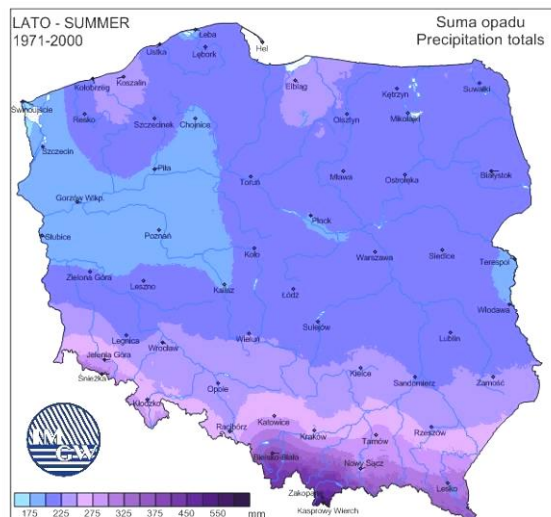 LATO - SUMMER
1971-2000
Suma opadu
Precipitation totals
Łeba
Ustka
Hel
Lębork
Koszalin
Kołobrzeg
Elbląg
Kętrzyn
Suwałki
Świnoujście
Resko
Szczecinek
Chojnice
Olsztyn
Mikołajki
Szczecin
Piła
Toruń
Mława
Ostrołęka
Białystok
Gorzów Wlkp.
Płock
Słubice
Poznań
Koło
Warszawa
Siedlce
Terespol
Zielona Góra
Leszno
Kalisz
Łódź
Włodawa
Sulejów
Legnica
Wrocław
Wieluń
Lublin
Jelenia Góra
Śnieżka
Kielce
Sandomierz
Zamość
Opole
Kłodzko
Racibórz
Katowice
Kraków
Tarnów
Rzeszów
Bielsko-Biała
Nowy Sącz
Lesko
Zakopane
Kasprowy Wierch
IMGW
175 225 275 325 375 450 550 mm